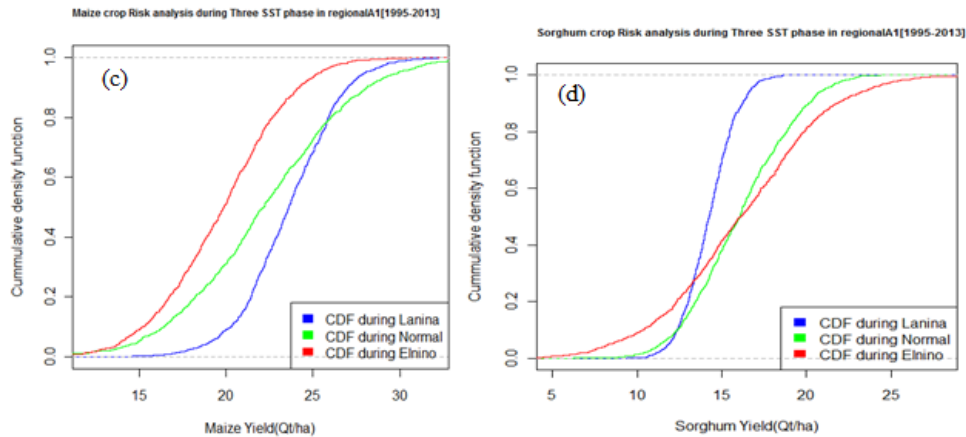 Maize crop Risk analysis during Three SST phase in regionalA1[1995-2013]
(c)
Cummulative density function
1.0
0.8
0.6
0.4
0.2
0.0
CDF during Lanina
CDF during Normal
CDF during Elnino
15 20 25 30
Maize Yield(Qt/ha)
Sorghum crop Risk analysis during Three SST phase in regionalA1[1995-2013]
(d)
Cummulative density function
1.0
0.8
0.6
0.4
0.2
0.0
CDF during Lanina
CDF during Normal
CDF during Elnino
5 10 15 20 25
Sorghum Yield(Qt/ha)